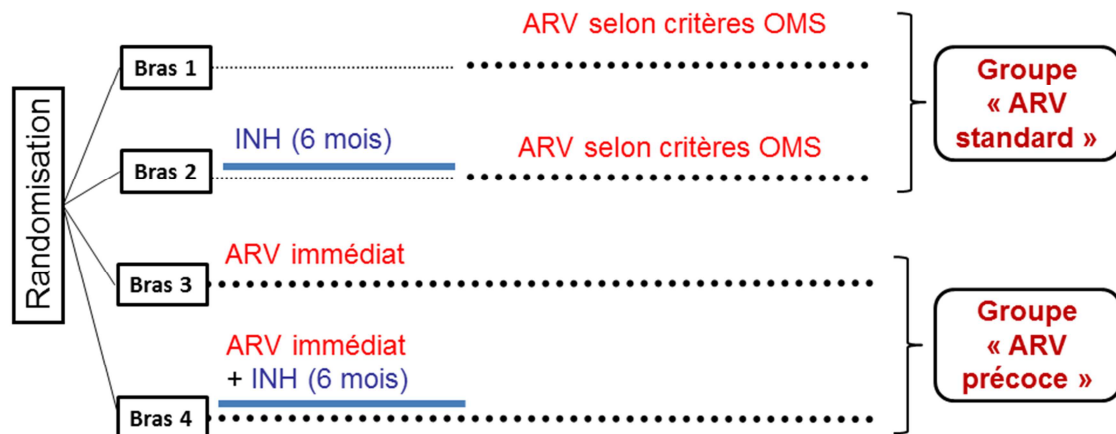 Randomisation
Bras 1
ARV selon critères OMS
Bras 2
INH (6 mois)
ARV selon critères OMS
Groupe
« ARV
standard »
Bras 3
ARV immédiat
Bras 4
ARV immédiat
+ INH (6 mois)
Groupe
« ARV
précoce »